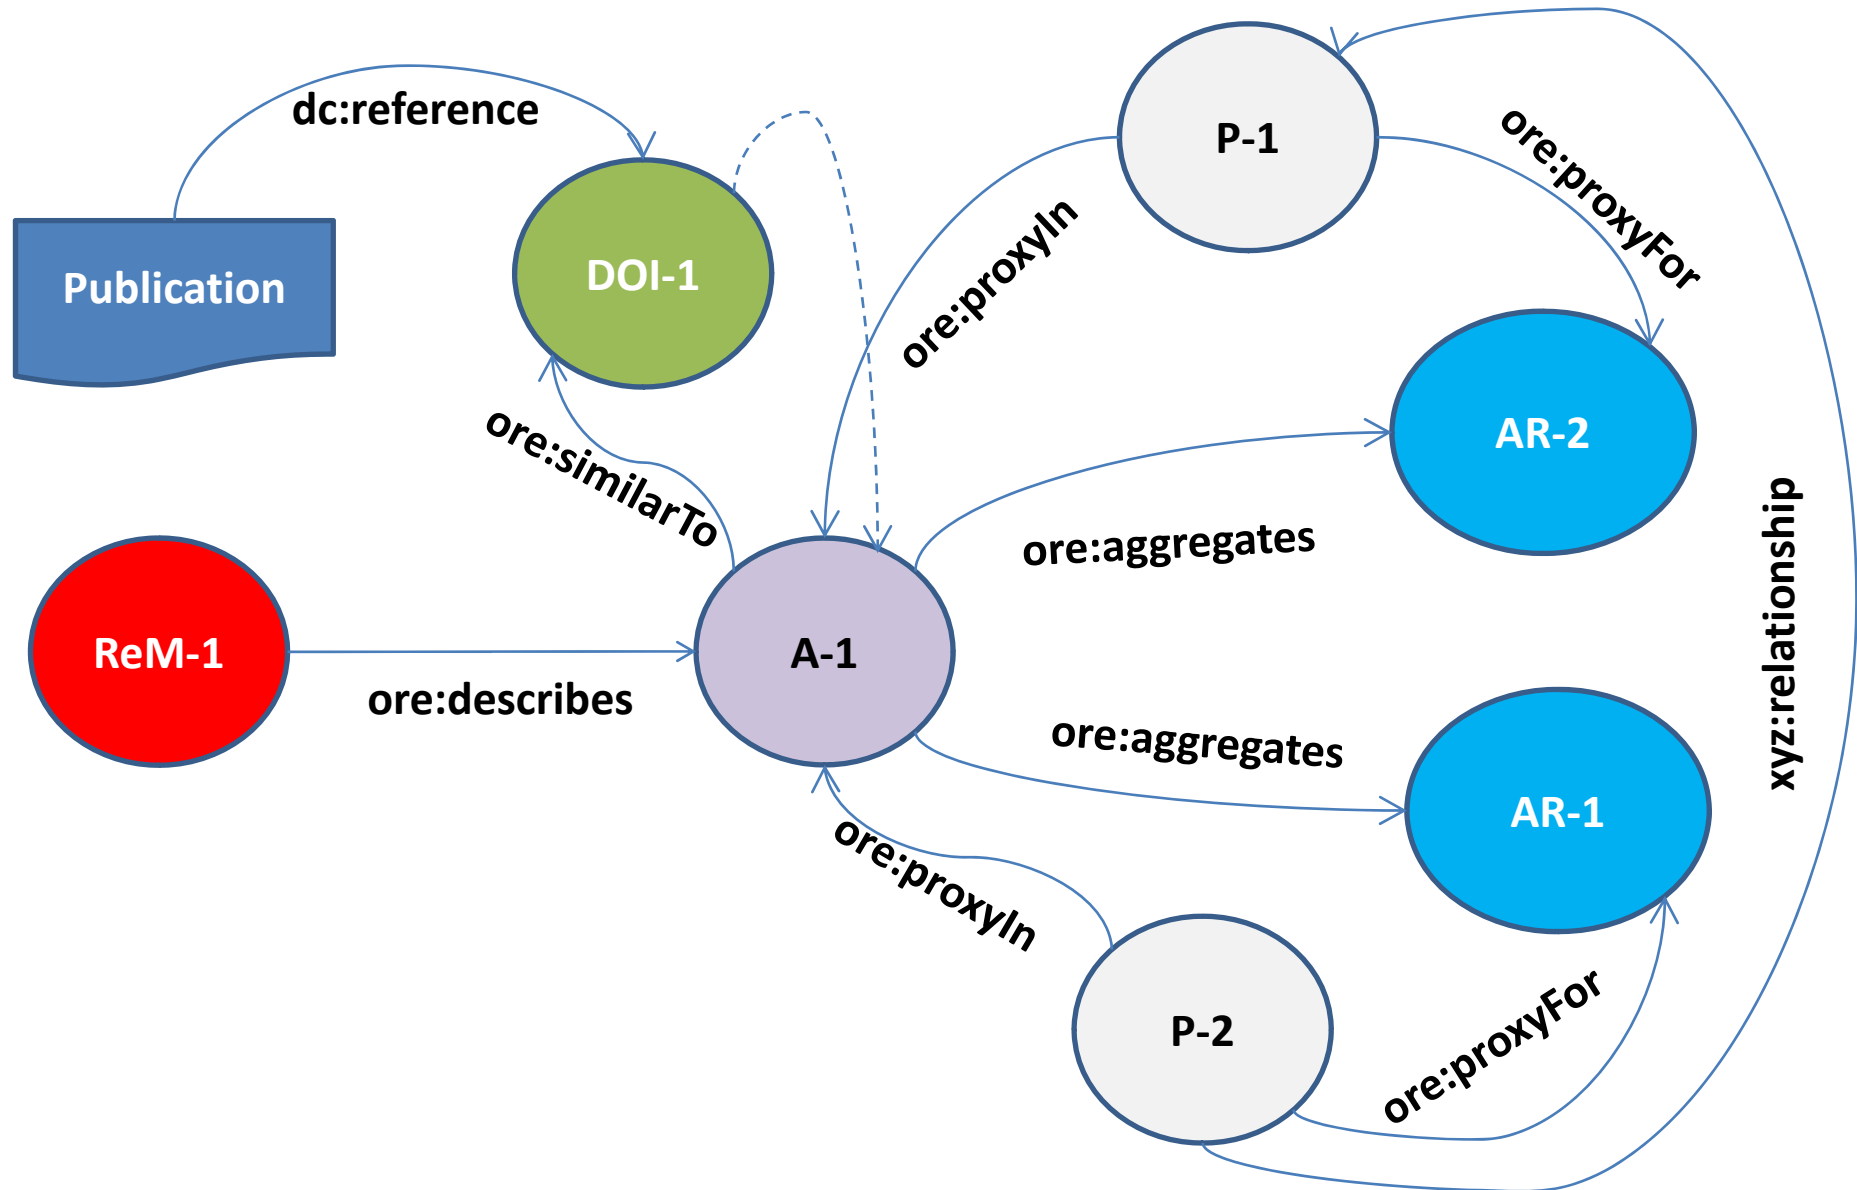 dc:reference
P-1
ore:proxyFor
ore:proxyIn
Publication
DOI-1
AR-2
ore:similarTo
ore:aggregates
xyz:relationship
ReM-1
A-1
ore:describes
ore:aggregates
AR-1
ore:proxyIn
P-2
ore:proxyFor